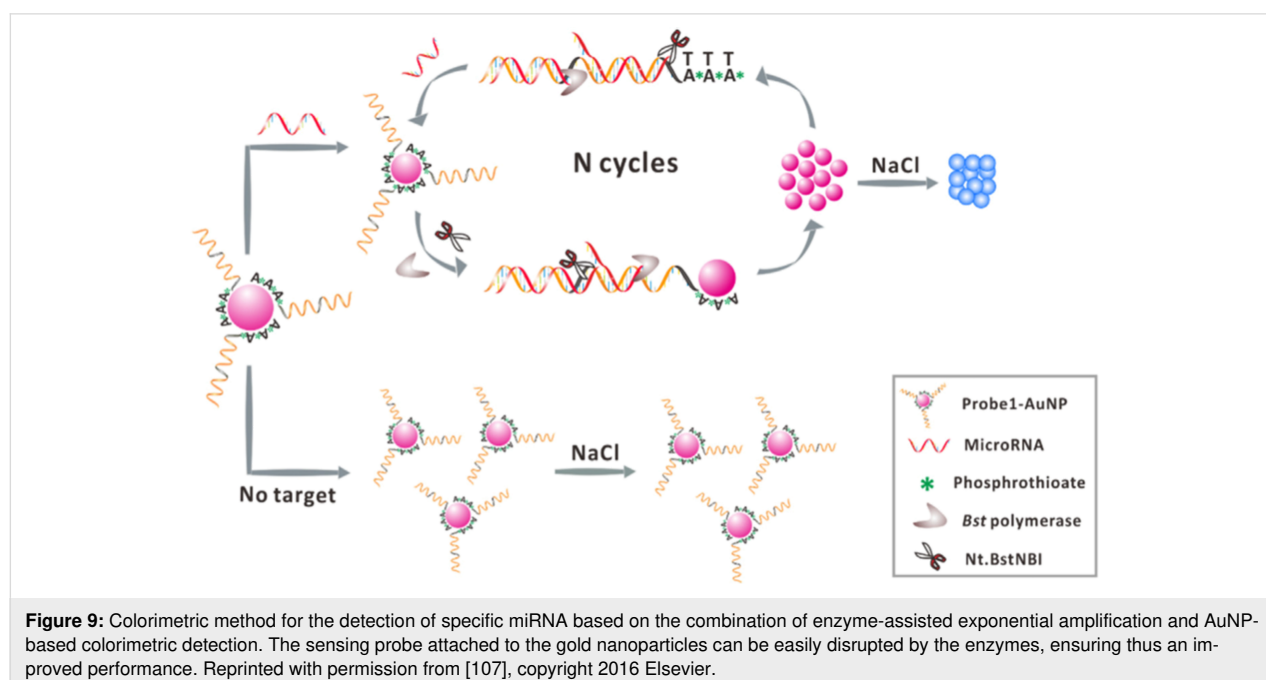 T T T
A*A*A*
N cycles
NaCl
No target
NaCl
Probe1-AuNP
MicroRNA
* Phosphrothioate
Bst polymerase
Nt.BstNBI
Figure 9: Colorimetric method for the detection of specific miRNA based on the combination of enzyme-assisted exponential amplification and AuNP-
based colorimetric detection. The sensing probe attached to the gold nanoparticles can be easily disrupted by the enzymes, ensuring thus an im-
proved performance. Reprinted with permission from [107], copyright 2016 Elsevier.